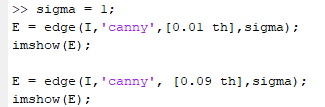 >> sigma = 1;
E = edge(I,'canny',[0.01 th],sigma);
imshow(E);
E = edge(I,'canny', [0.09 th],sigma);
imshow(E);